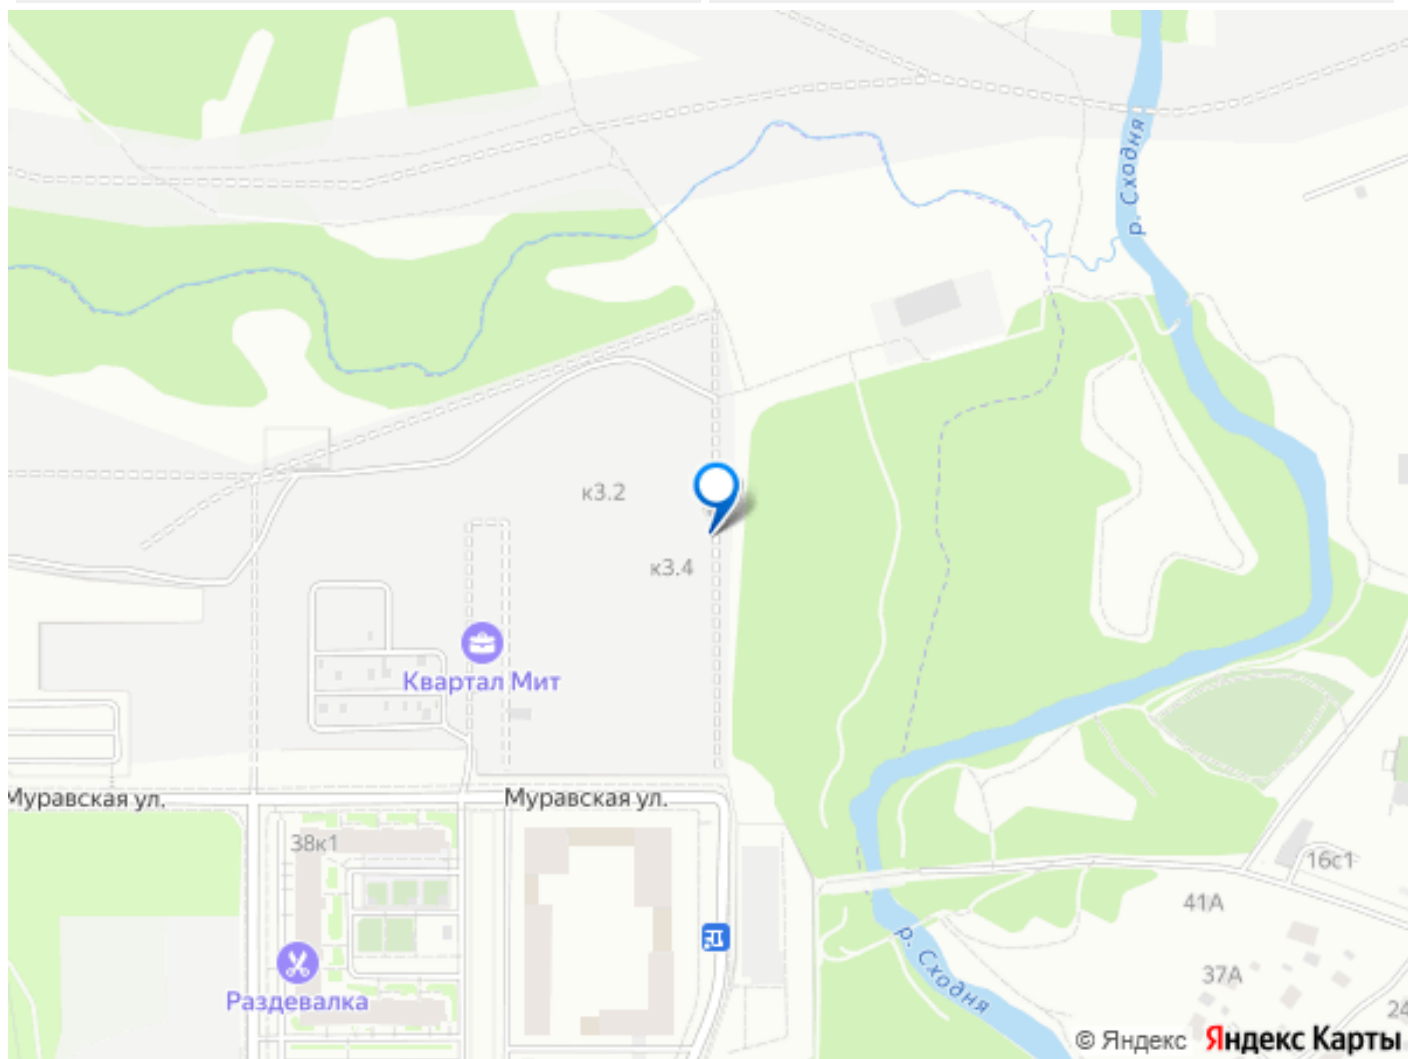 р. Сходня
к3.2
к3.4
Квартал Мит
Муравская ул.
Муравская ул.
38к1
16с1
41А
37А
24
Раздевалка
р. Сходня
© Яндекс Яндекс Карты